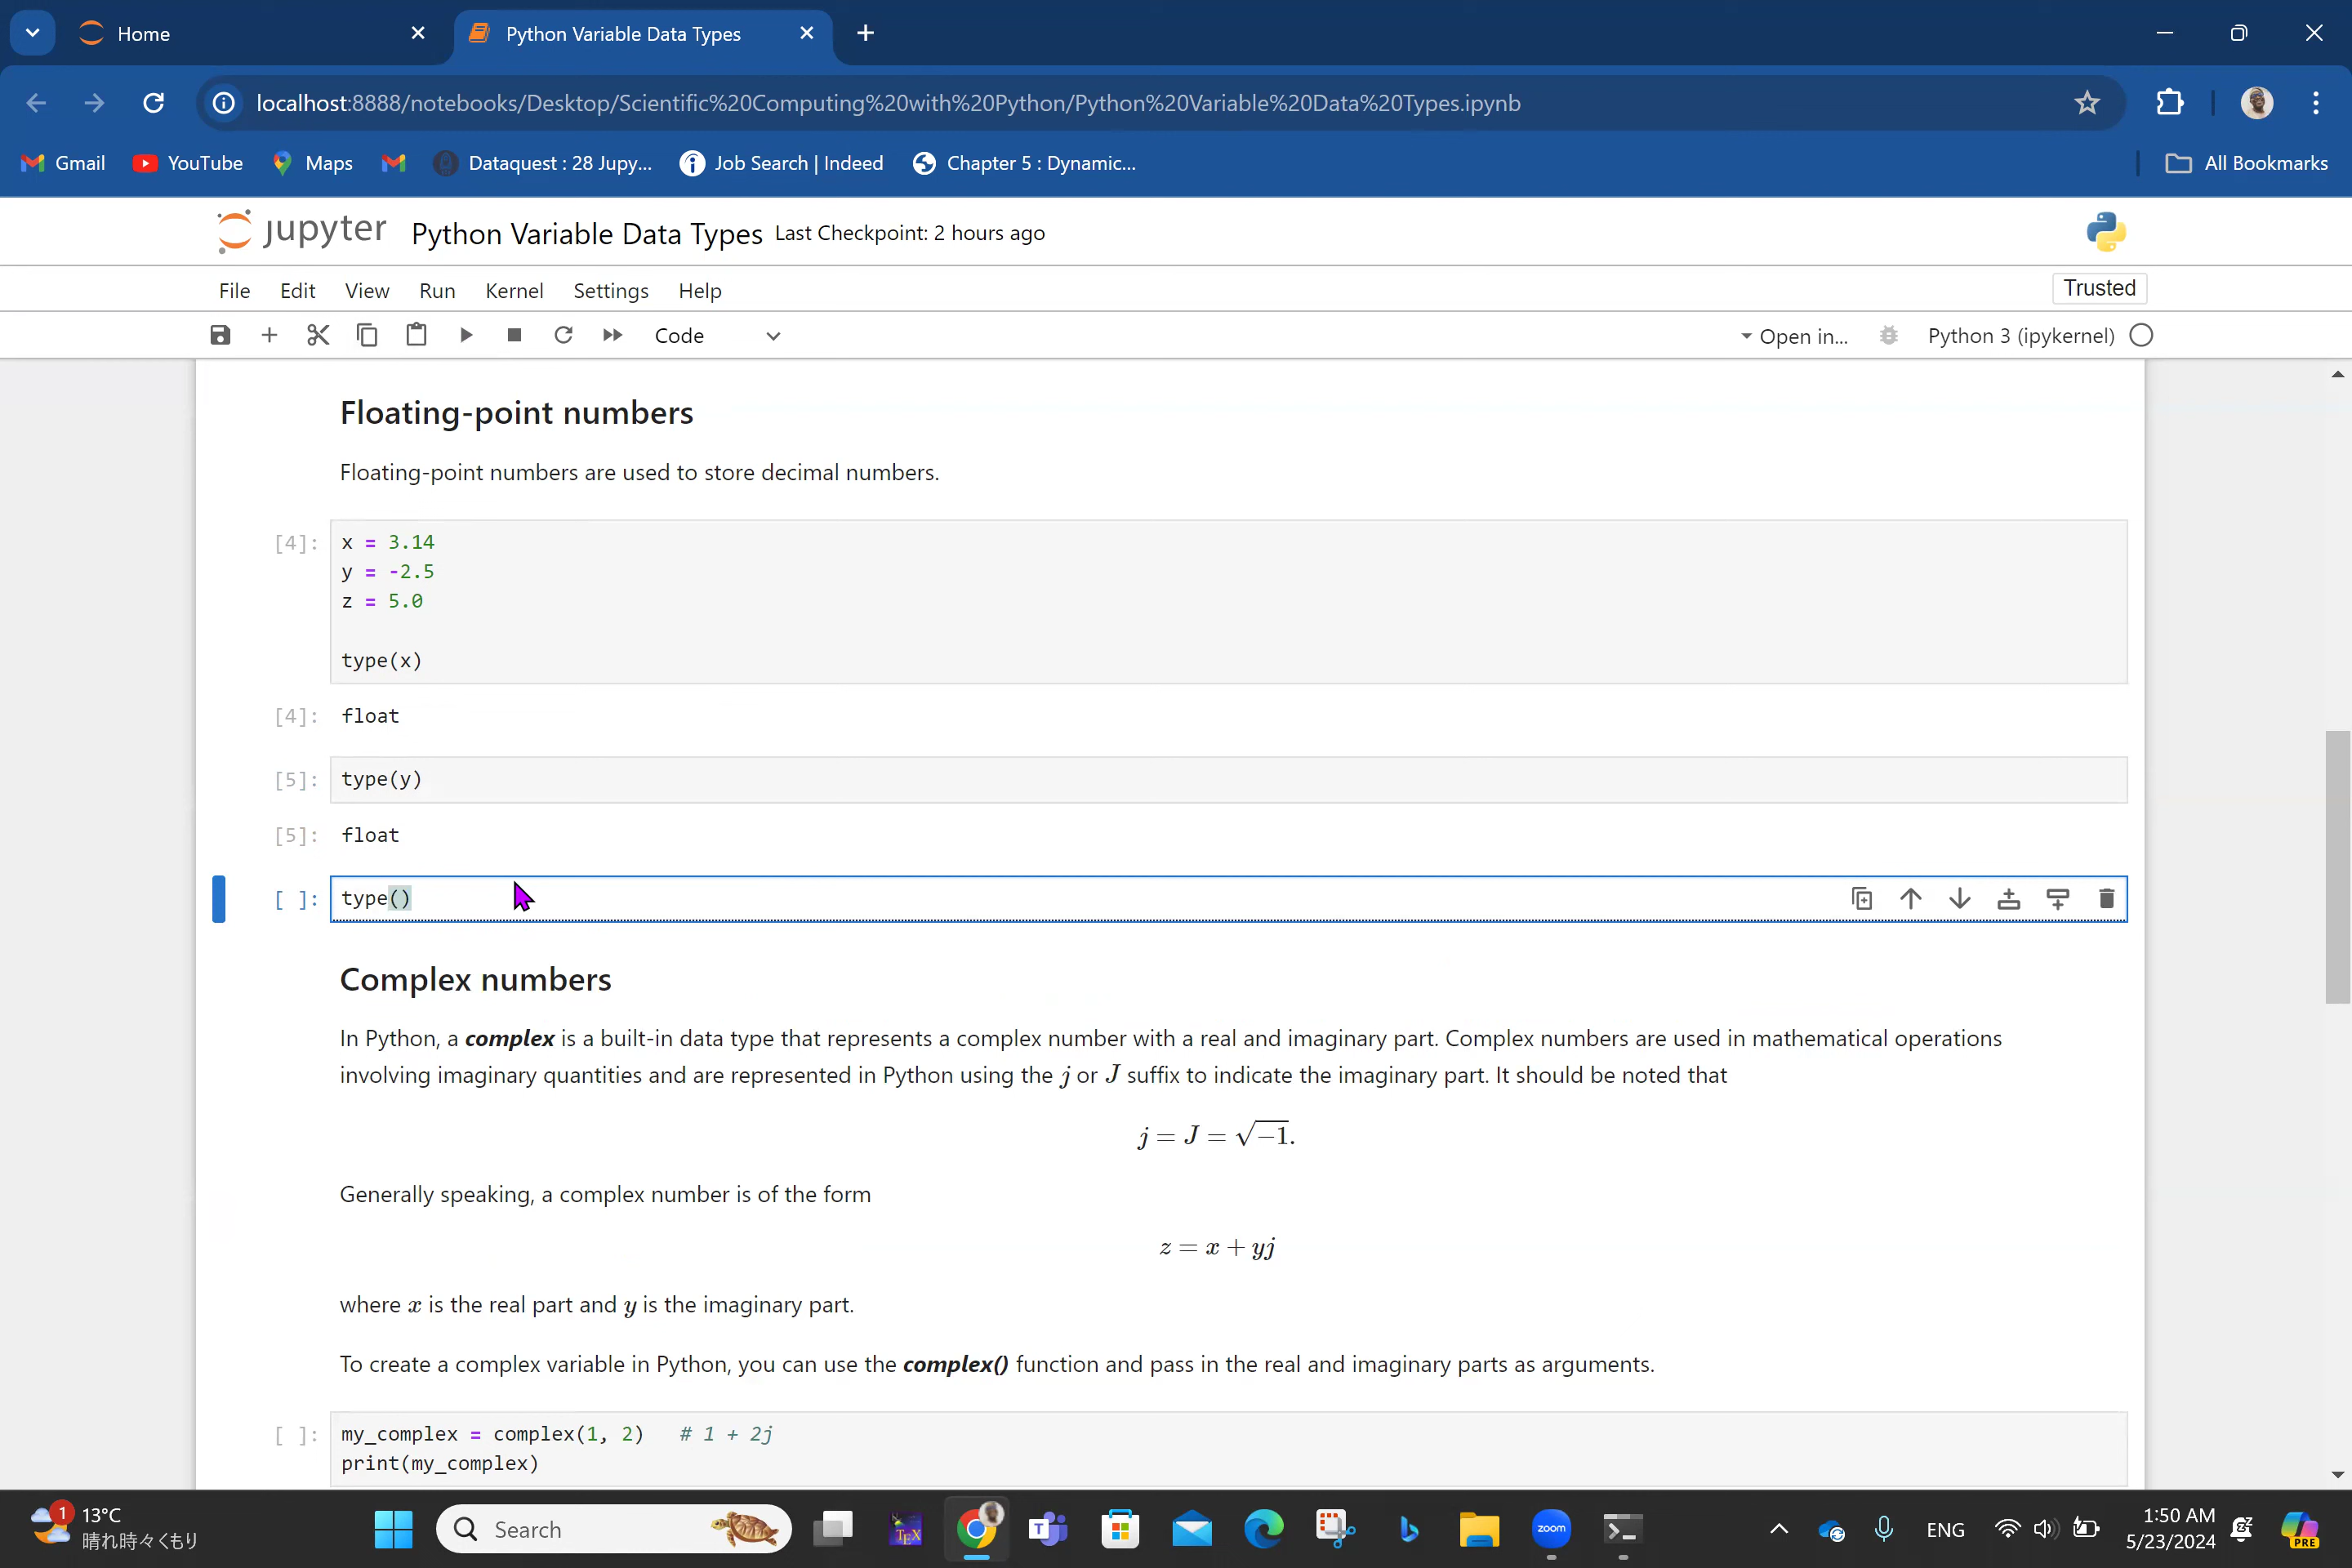 Home
Python Variable Data Types
localhost:8888/notebooks/Desktop/Scientific%20Computing%20with%20Python/Python%20Variable%20Data%20Types.ipynb
Gmail YouTube Maps Dataquest : 28 Jupy... Job Search | Indeed Chapter 5 : Dynamic... All Bookmarks
jupyter Python Variable Data Types Last Checkpoint: 2 hours ago
File Edit View Run Kernel Settings Help Trusted
Code Open in... Python 3 (ipykernel)
Floating-point numbers
Floating-point numbers are used to store decimal numbers.
[4]: x = 3.14
y = -2.5
z = 5.0
type(x)
[4]: float
[5]: type(y)
[5]: float
[ ]: type()
Complex numbers
In Python, a complex is a built-in data type that represents a complex number with a real and imaginary part. Complex numbers are used in mathematical operations
involving imaginary quantities and are represented in Python using the j or J suffix to indicate the imaginary part. It should be noted that
j = J = √−1.
Generally speaking, a complex number is of the form
z = x + yj
where x is the real part and y is the imaginary part.
To create a complex variable in Python, you can use the complex() function and pass in the real and imaginary parts as arguments.
[ ]: my_complex = complex(1, 2) # 1 + 2j
print(my_complex)
1 13°C
晴れ時々くもり
Search
TEX
T
zoom
ENG
1:50 AM
5/23/2024
PRE